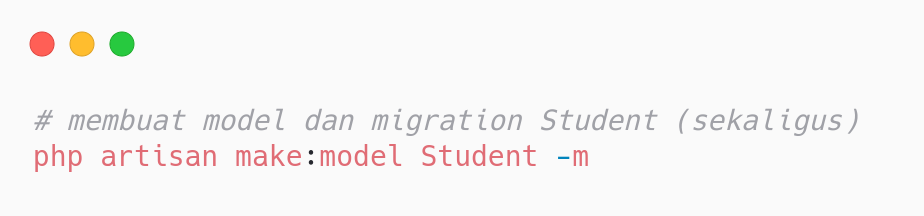 # membuat model dan migration Student (sekaligus)
php artisan make:model Student -m